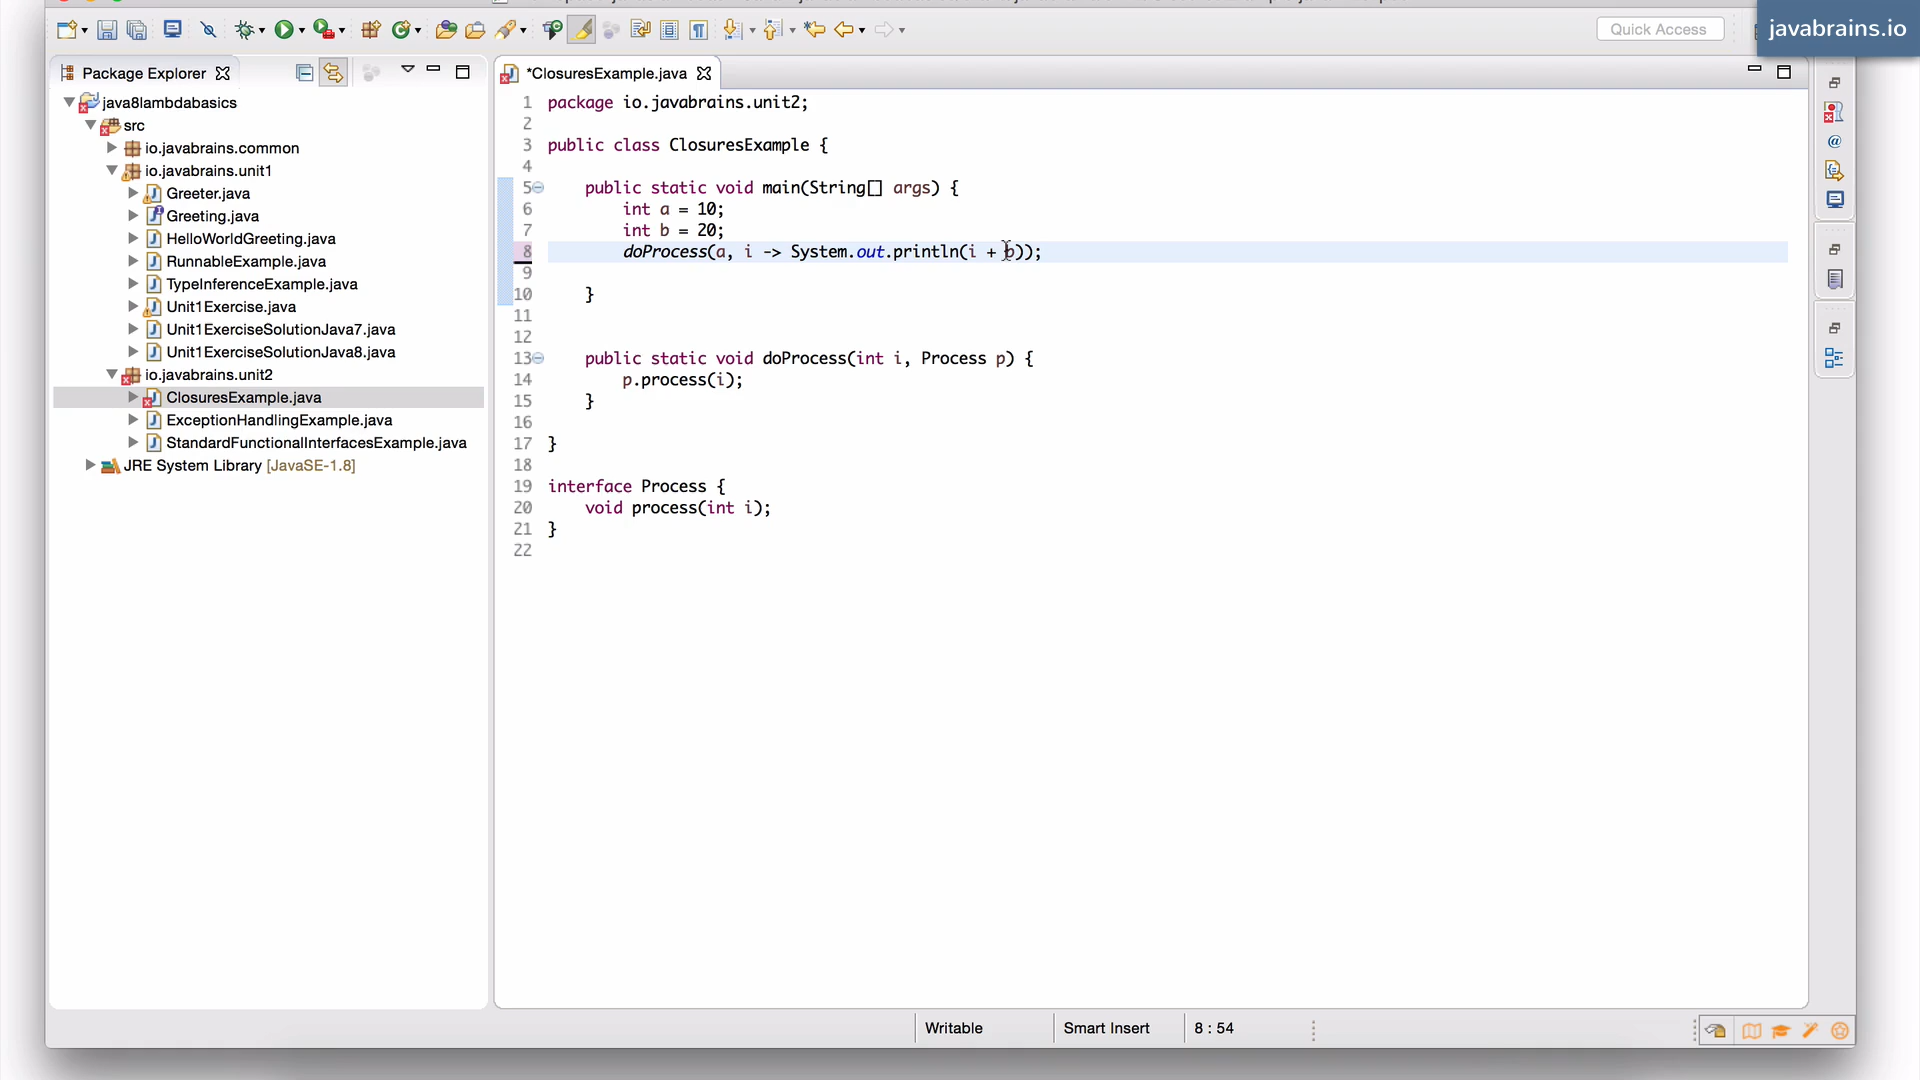 Quick Access
javabrains.io
Package Explorer
java8lambdabasics
src
io.javabrains.common
io.javabrains.unit1
Greeter.java
Greeting.java
HelloWorldGreeting.java
RunnableExample.java
TypeInferenceExample.java
Unit1Exercise.java
Unit1ExerciseSolutionJava7.java
Unit1ExerciseSolutionJava8.java
io.javabrains.unit2
ClosuresExample.java
ExceptionHandlingExample.java
StandardFunctionalInterfacesExample.java
JRE System Library [JavaSE-1.8]
*ClosuresExample.java
1 package io.javabrains.unit2;
2
3 public class ClosuresExample {
4
5 public static void main(String[] args) {
6 int a = 10;
7 int b = 20;
8 doProcess(a, i -> System.out.println(i + b));
9
10 }
11
12
13 public static void doProcess(int i, Process p) {
14 p.process(i);
15 }
16
17 }
18
19 interface Process {
20 void process(int i);
21 }
22
Writable
Smart Insert
8 : 54